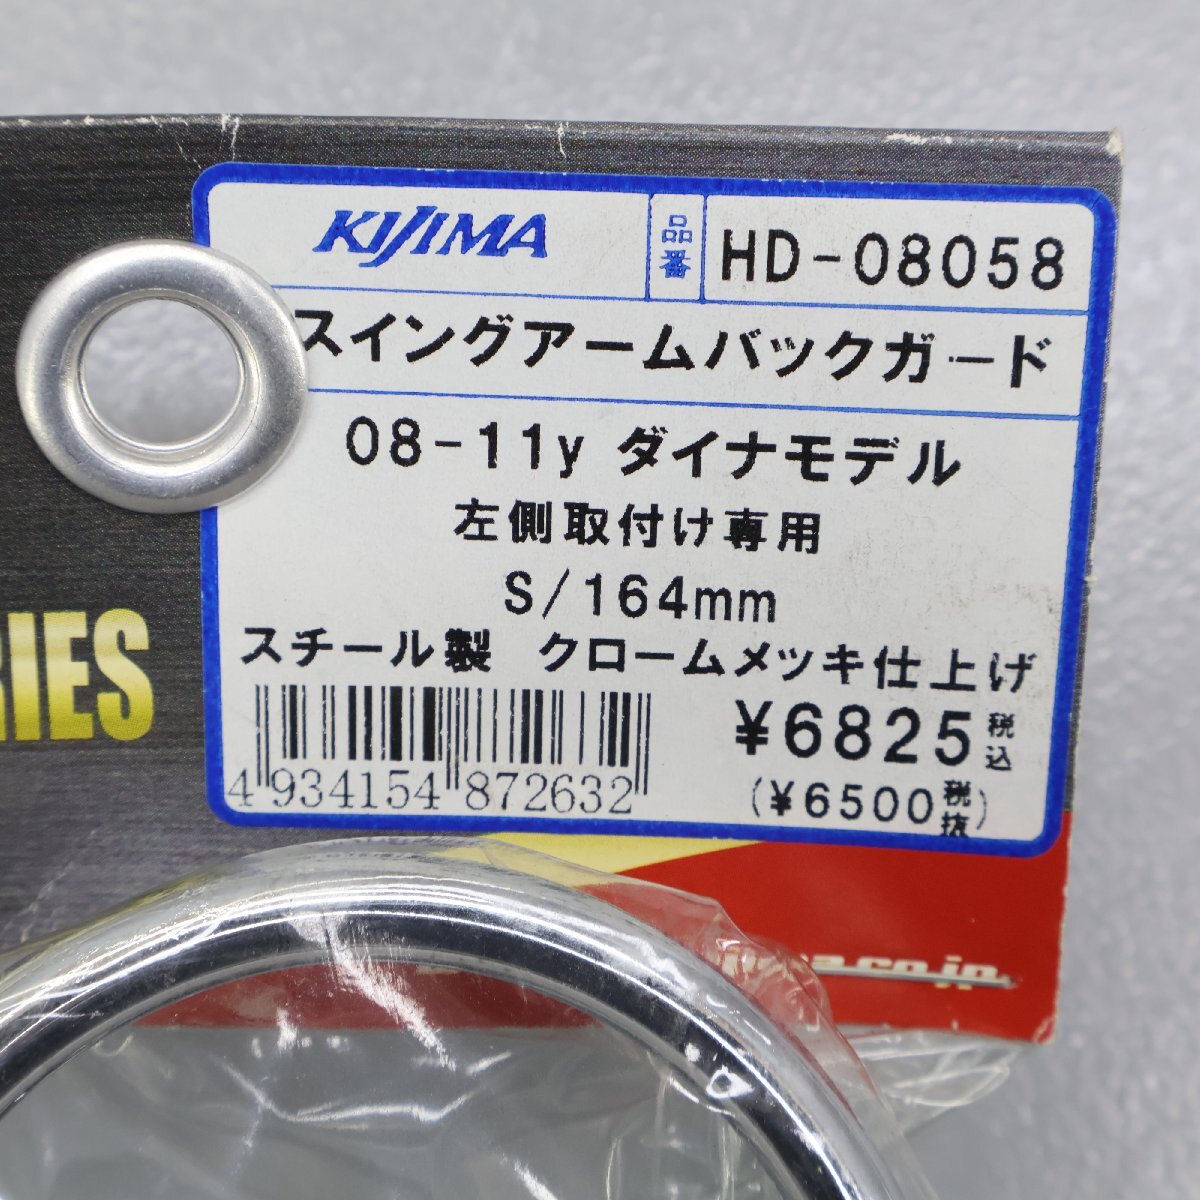 KIJIMA 品番 HD-08058
スイングアームバックガード
08-11y ダイナモデル
左側取付け専用
S/164mm
スチール製 クロームメッキ仕上げ
¥6825 税込
(¥6500 税抜)
4 934154 872632
RIES
.co.jp